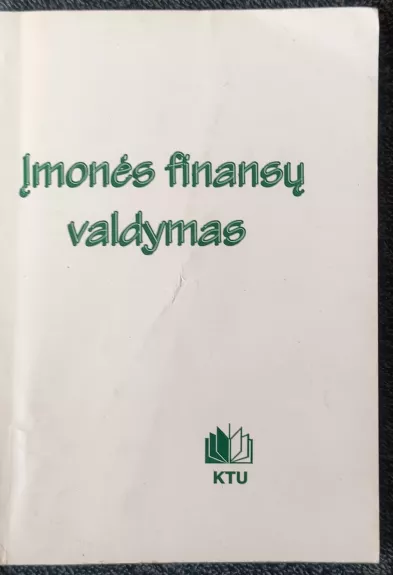 Įmonės finansų
valdymas
KTU